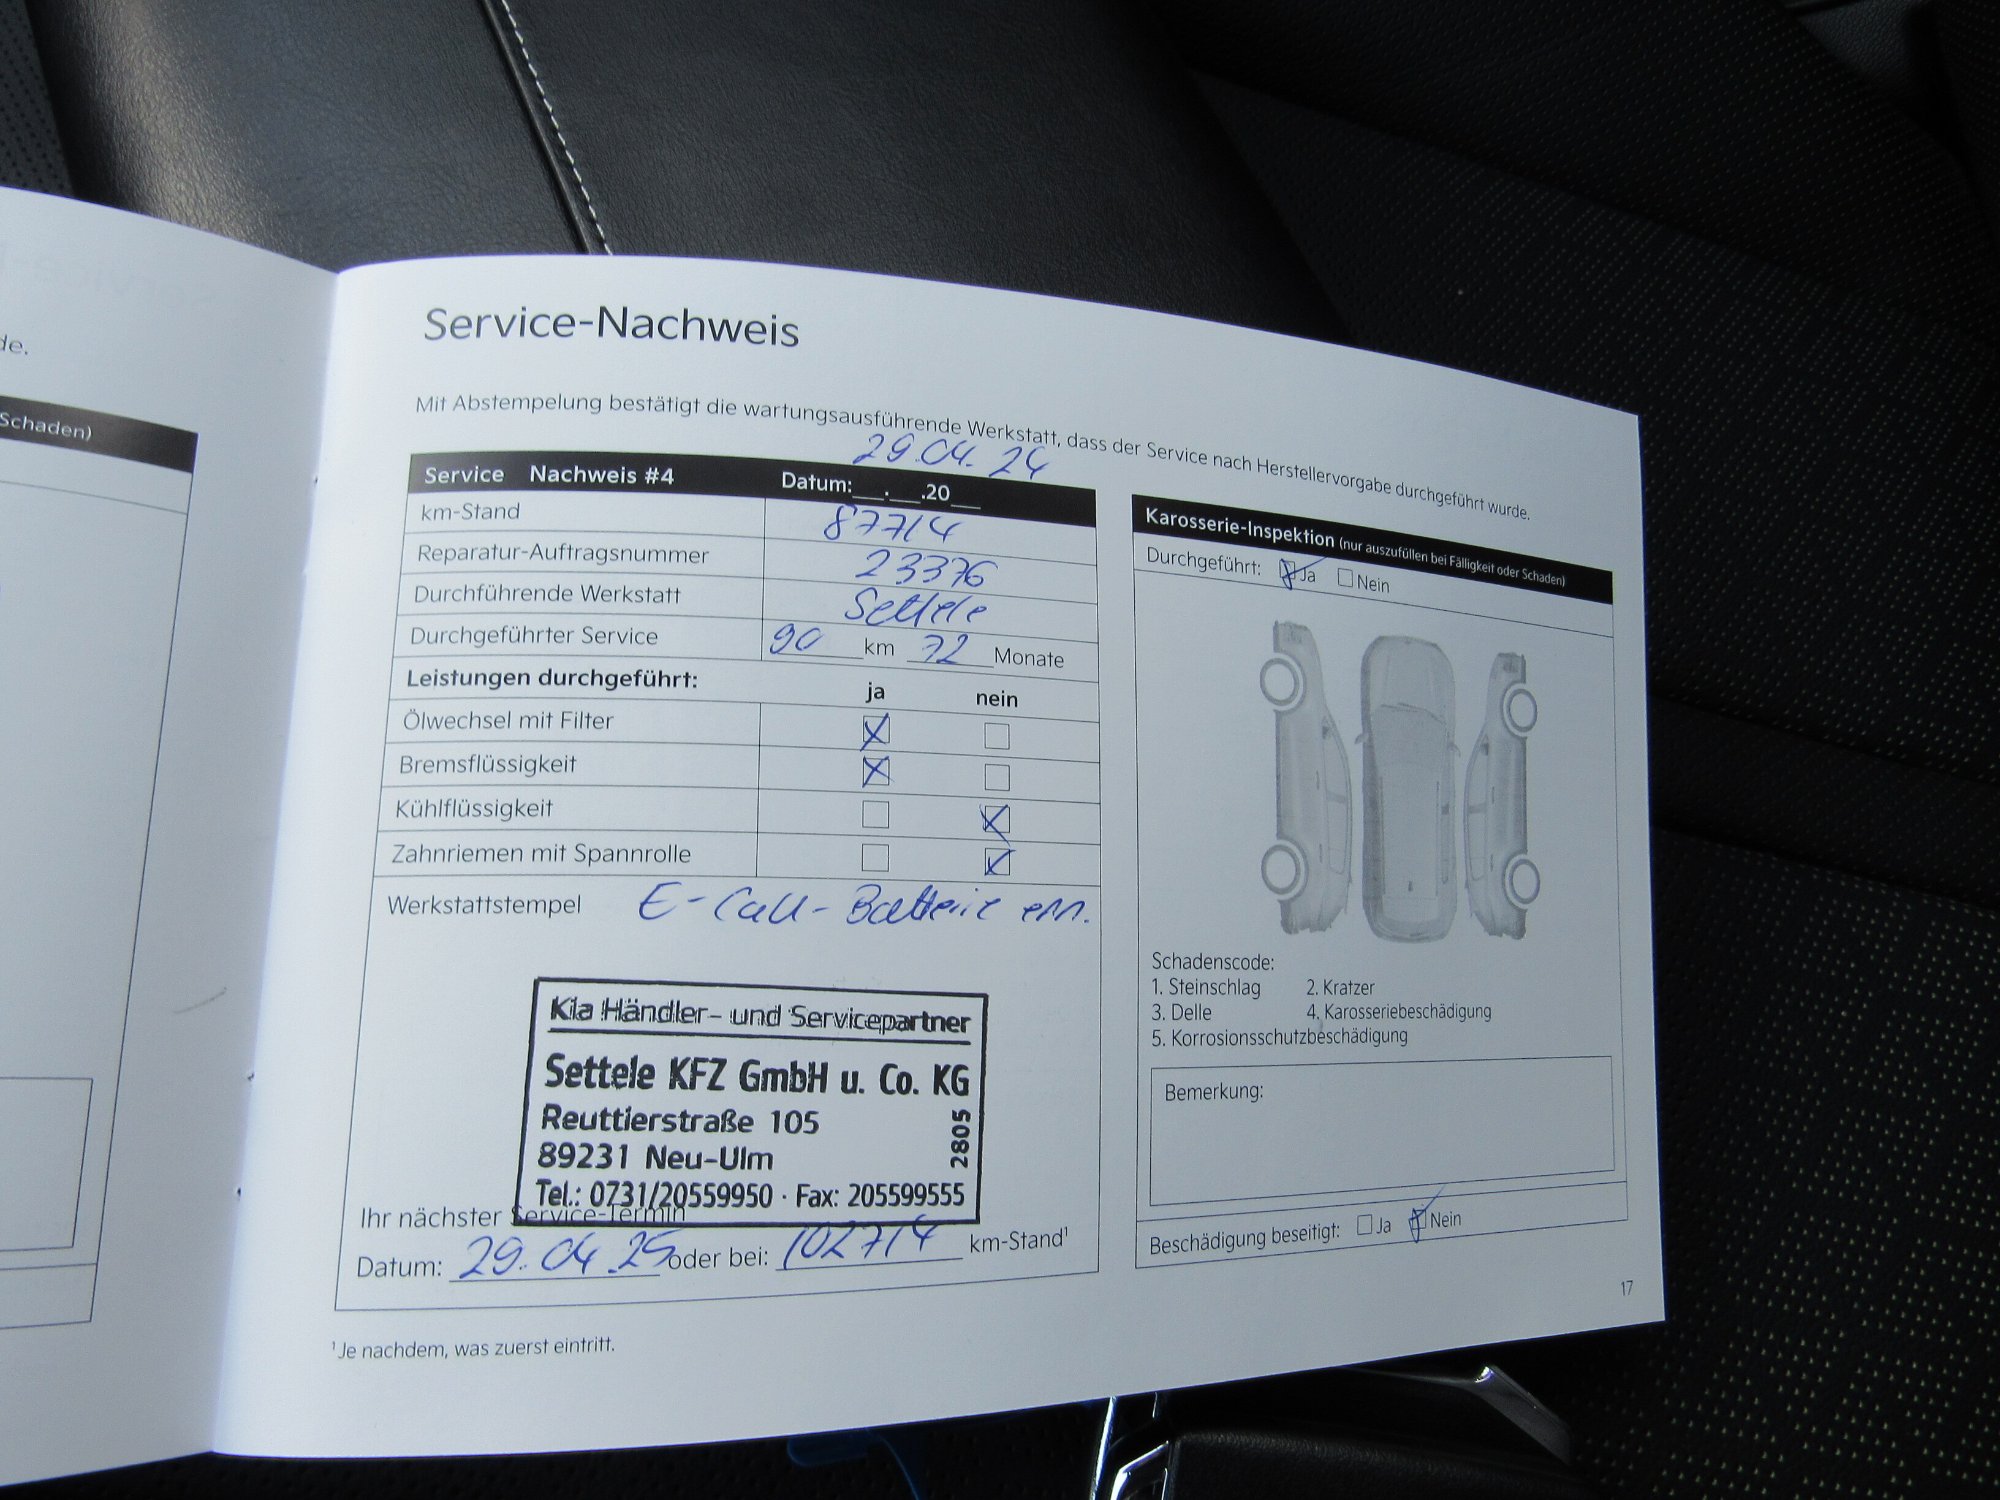 de.
Schaden)
Service-Nachweis
Mit Abstempelung bestätigt die wartungsausführende Werkstatt, dass der Service nach Herstellervorgabe durchgeführt wurde.
29.04.24
Service Nachweis #4 Datum:__.__.20__
km-Stand 87714
Reparatur-Auftragsnummer 23376
Durchführende Werkstatt Settele
Durchgeführter Service 90 km 72 Monate
Leistungen durchgeführt: ja nein
Ölwechsel mit Filter
Bremsflüssigkeit
Kühlflüssigkeit
Zahnriemen mit Spannrolle
Werkstattstempel E-Call-Batterie ern.
Kia Händler- und Servicepartner
Settele KFZ GmbH u. Co. KG
Reuttierstraße 105
89231 Neu-Ulm
2805
Tel.: 0731/20559950 · Fax: 205599555
Ihr nächster Service-Termin
Datum: 29.04.25 oder bei: 102714 km-Stand¹
¹Je nachdem, was zuerst eintritt.
Karosserie-Inspektion (nur auszufüllen bei Fälligkeit oder Schaden)
Durchgeführt: Ja Nein
Schadenscode:
1. Steinschlag 2. Kratzer
3. Delle 4. Karosseriebeschädigung
5. Korrosionsschutzbeschädigung
Bemerkung:
Beschädigung beseitigt: Ja Nein
17